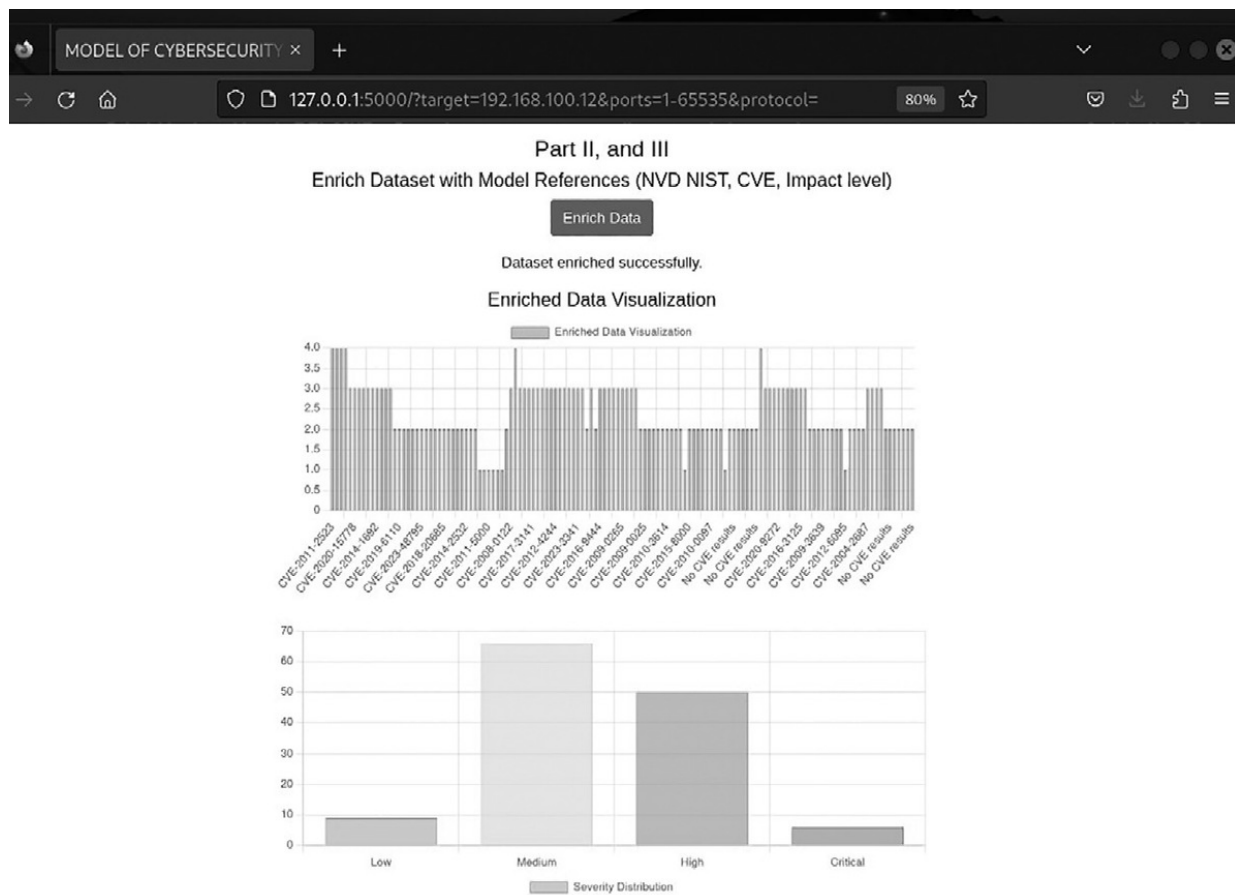 MODEL OF CYBERSECURITY
127.0.0.1:5000/?target=192.168.100.12&ports=1-65535&protocol= 80%
Part II, and III
Enrich Dataset with Model References (NVD NIST, CVE, Impact level)
Enrich Data
Dataset enriched successfully.
Enriched Data Visualization
Enriched Data Visualization
4.0
3.5
3.0
2.5
2.0
1.5
1.0
0.5
0
CVE-2011-2523
CVE-2020-15778
CVE-2014-1692
CVE-2019-6110
CVE-2023-48795
CVE-2018-20685
CVE-2014-2532
CVE-2011-5000
CVE-2008-0122
CVE-2017-3141
CVE-2012-4244
CVE-2023-3341
CVE-2016-9444
CVE-2009-0265
CVE-2009-0025
CVE-2010-3614
CVE-2015-8000
CVE-2010-0097
No CVE results
No CVE results
CVE-2020-9272
CVE-2016-3125
CVE-2009-3639
CVE-2012-6095
CVE-2004-2687
No CVE results
No CVE results
70
60
50
40
30
20
10
0
Low Medium High Critical
Severity Distribution